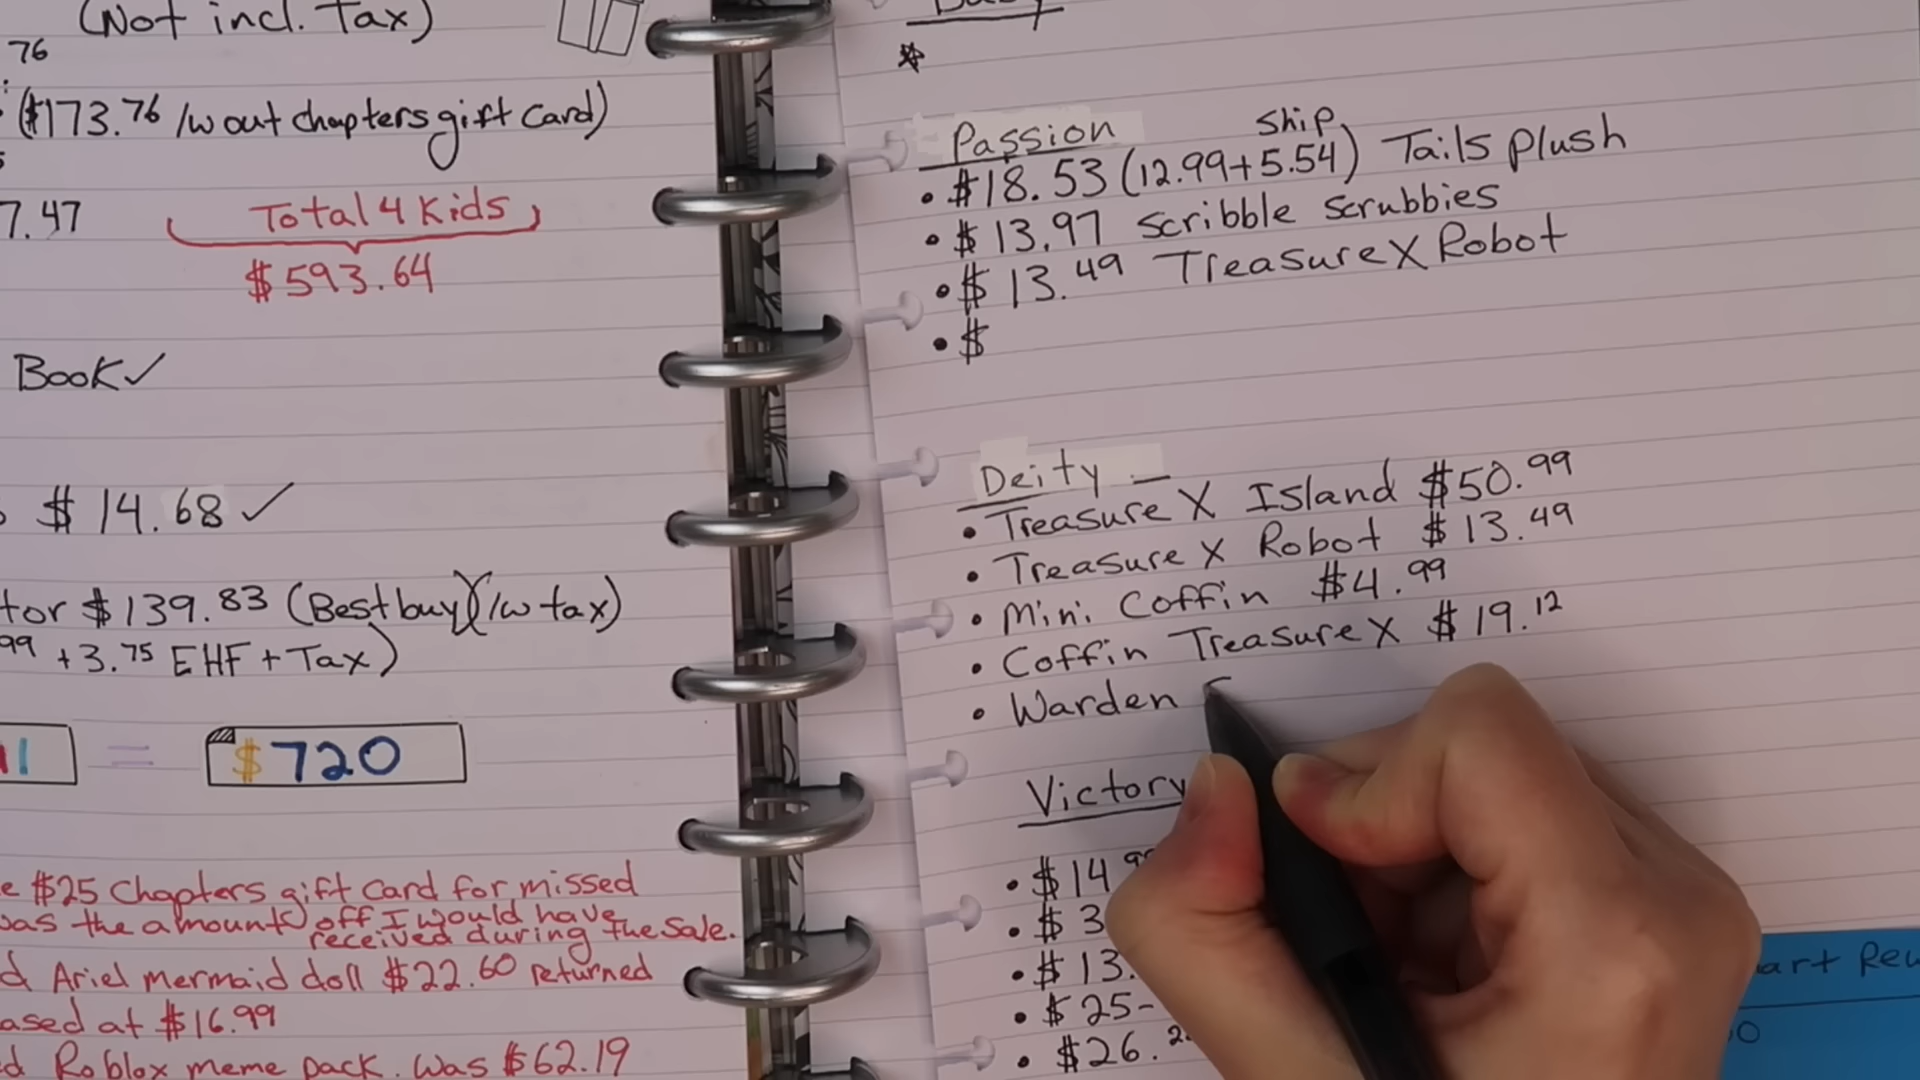 (Not incl. Tax)
76
($173.76 /w out chapters gift card)
7.47
Total 4 Kids
$593.64
Book✓
$14.68 ✓
$139.83 (Bestbuy)(/w tax)
99 +3.75 EHF + Tax)
= $720
$25 Chapters gift card for missed
the amount off I would have
received during the sale.
Ariel mermaid doll $22.60 returned
at $16.99
Roblox meme pack. Was $62.19
Passion
ship
• $18.53 (12.99+5.54) Tails plush
• $13.97 scribble scrubbies
• $13.49 Treasure X Robot
• $
Deity -
• Treasure X Island $50.99
• Treasure X Robot $13.49
• Mini Coffin $4.99
• Coffin Treasure X $19.12
• Warden
Victory
• $14
• $3
• $13.
• $25-
• $26.